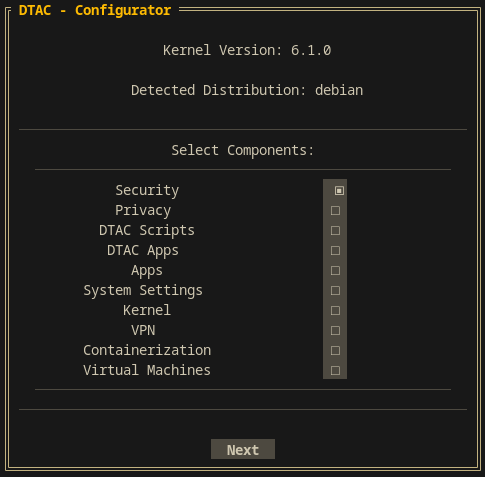 DTAC - Configurator
Kernel Version: 6.1.0
Detected Distribution: debian
Select Components:
Security
Privacy
DTAC Scripts
DTAC Apps
Apps
System Settings
Kernel
VPN
Containerization
Virtual Machines
Next